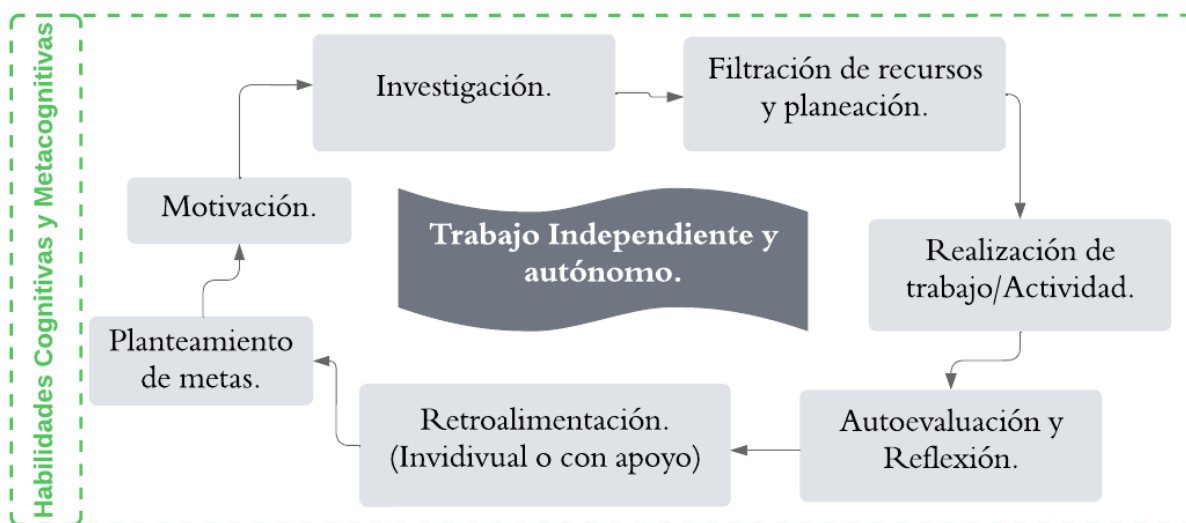 Habilidades Cognitivas y Metacognitivas
Investigación.
Filtración de recursos
y planeación.
Motivación.
Trabajo Independiente y
autónomo.
Realización de
trabajo/Actividad.
Planteamiento
de metas.
Retroalimentación.
(Invidivual o con apoyo)
Autoevaluación y
Reflexión.